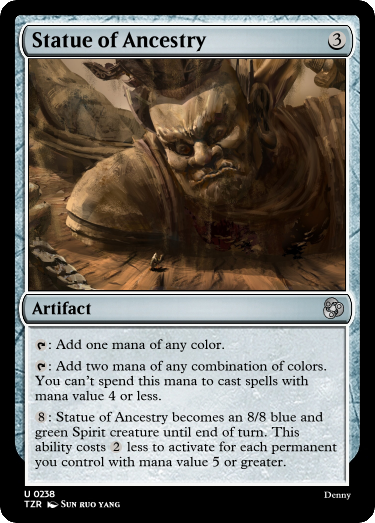 Statue of Ancestry 3
Artifact
: Add one mana of any color.
: Add two mana of any combination of colors.
You can't spend this mana to cast spells with
mana value 4 or less.
8: Statue of Ancestry becomes an 8/8 blue and
green Spirit creature until end of turn. This
ability costs 2 less to activate for each permanent
you control with mana value 5 or greater.
U 0238 Denny
TZR Sun ruo yang